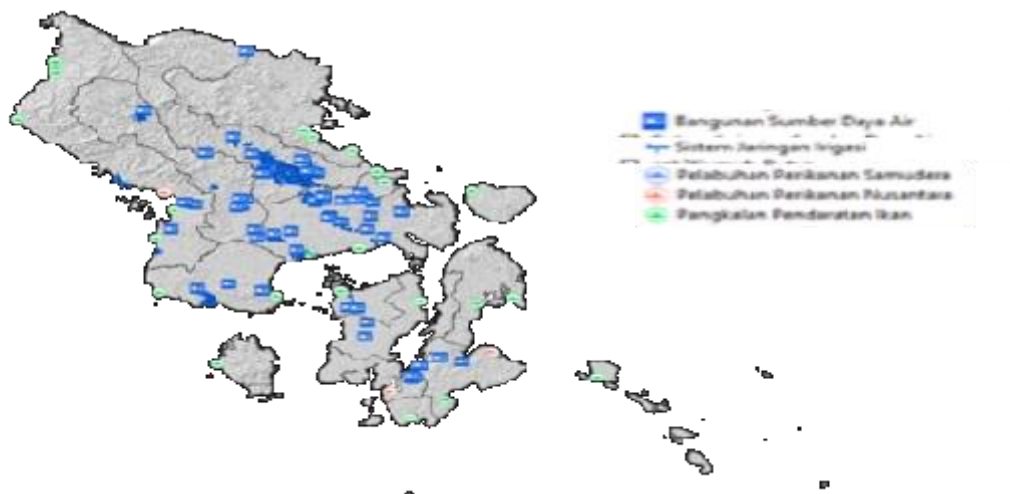 Bangunan Sumber Daya Air
Sistem Jaringan Irigasi
Pelabuhan Perikanan Samudera
Pelabuhan Perikanan Nusantara
Pangkalan Pendaratan Ikan